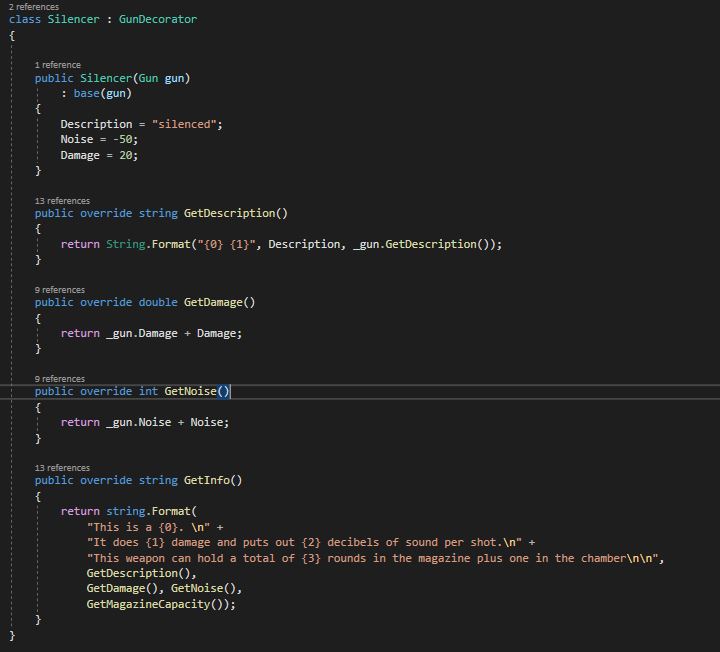 2 references
class Silencer : GunDecorator
{
1 reference
public Silencer(Gun gun)
: base(gun)
{
Description = "silenced";
Noise = -50;
Damage = 20;
}
13 references
public override string GetDescription()
{
return String.Format("{0} {1}", Description, _gun.GetDescription());
}
9 references
public override double GetDamage()
{
return _gun.Damage + Damage;
}
9 references
public override int GetNoise()
{
return _gun.Noise + Noise;
}
13 references
public override string GetInfo()
{
return string.Format(
"This is a {0}. \n" +
"It does {1} damage and puts out {2} decibels of sound per shot.\n" +
"This weapon can hold a total of {3} rounds in the magazine plus one in the chamber\n\n",
GetDescription(),
GetDamage(), GetNoise(),
GetMagazineCapacity());
}
}